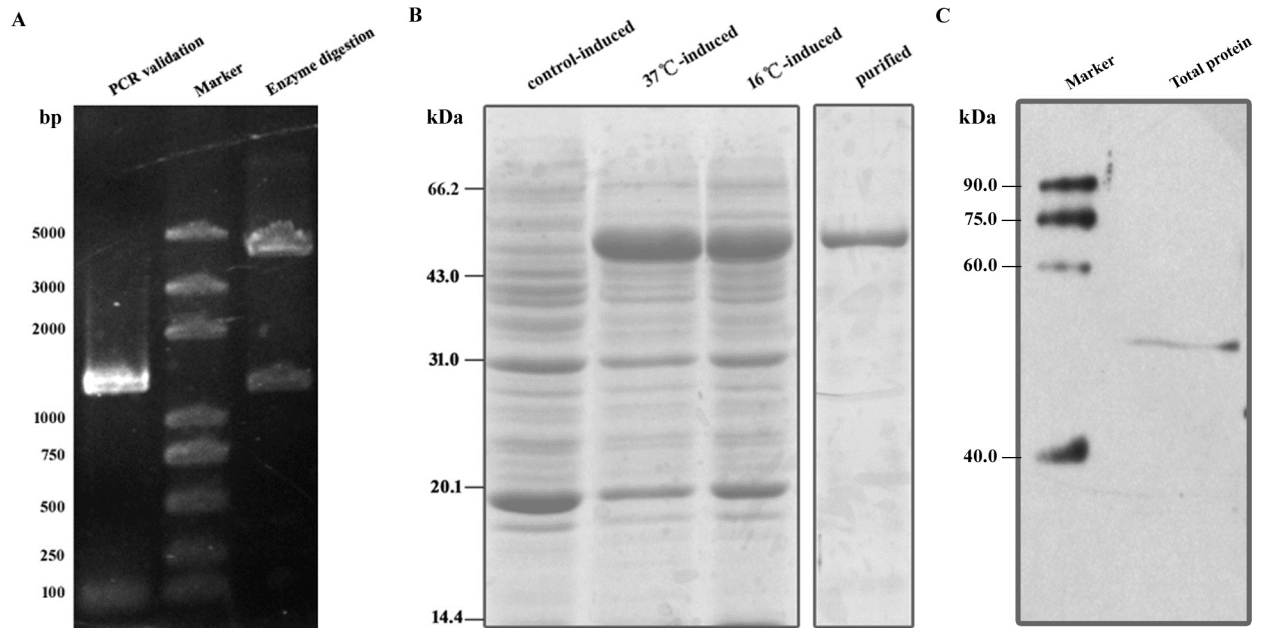 A
PCR validation
Marker
Enzyme digestion
bp
5000
3000
2000
1000
750
500
250
100
B
control-induced
37℃-induced
16℃-induced
purified
kDa
66.2
43.0
31.0
20.1
14.4
C
Marker
Total protein
kDa
90.0
75.0
60.0
40.0